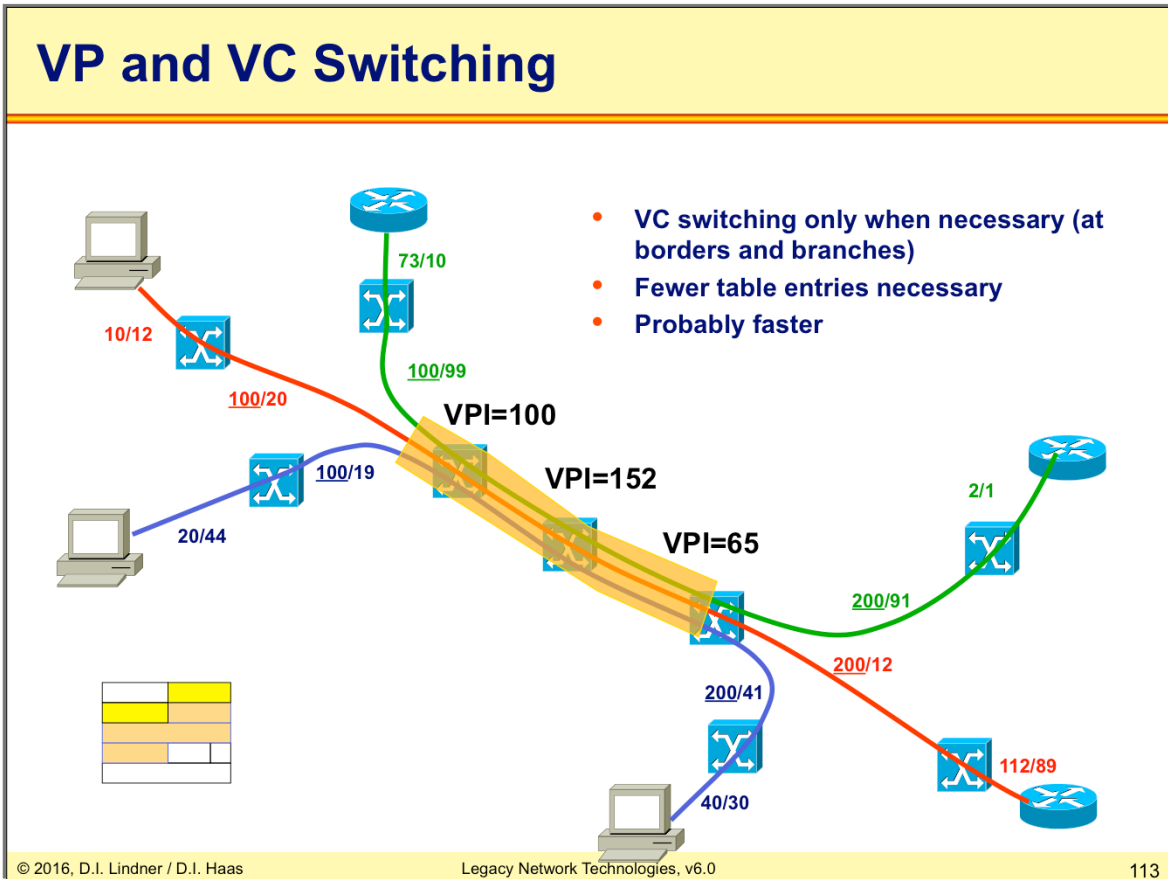 VP and VC Switching
• VC switching only when necessary (at
borders and branches)
• Fewer table entries necessary
• Probably faster
73/10
10/12
100/99
100/20
VPI=100
100/19
VPI=152
20/44
2/1
VPI=65
200/91
200/12
200/41
112/89
40/30
© 2016, D.I. Lindner / D.I. Haas
Legacy Network Technologies, v6.0
113